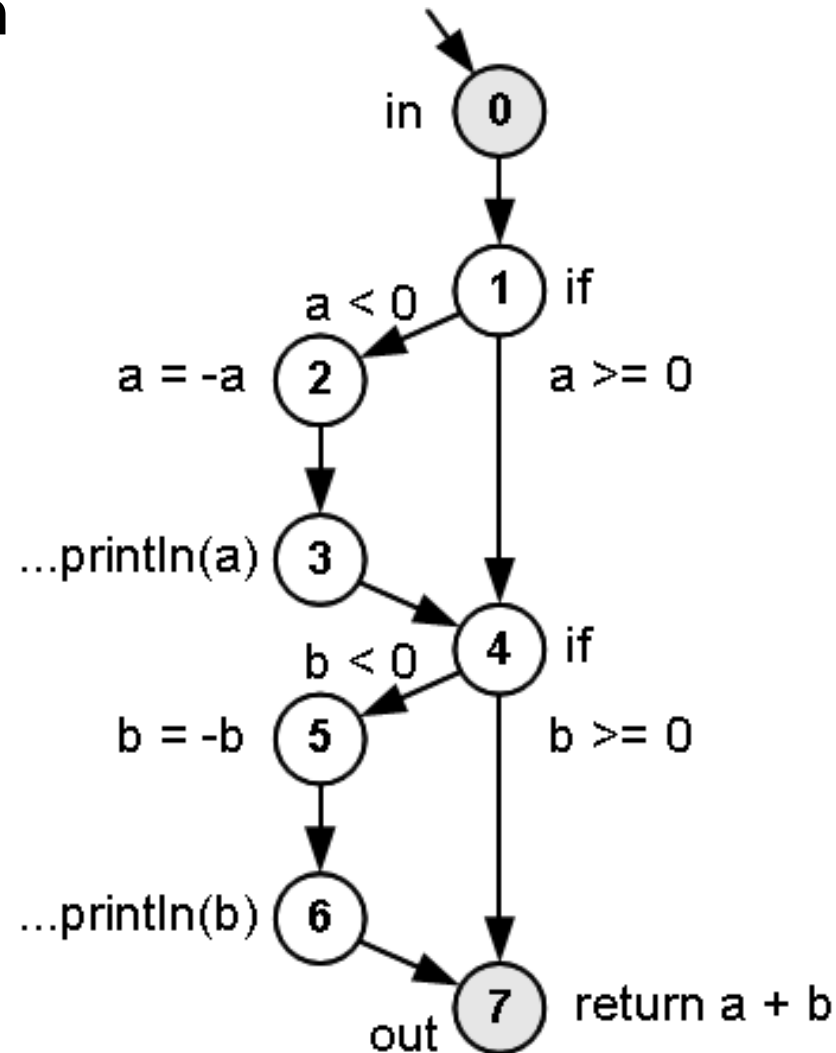 n
in 0
1 if
a < 0
a = -a 2 a >= 0
...println(a) 3
4 if
b < 0
b = -b 5 b >= 0
...println(b) 6
7 return a + b
out